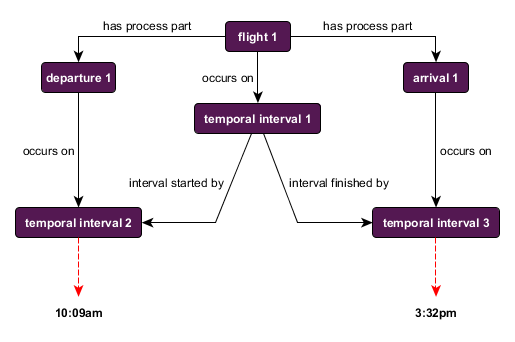 has process part
flight 1
has process part
departure 1
occurs on
arrival 1
temporal interval 1
occurs on
occurs on
interval started by
interval finished by
temporal interval 2
temporal interval 3
10:09am
3:32pm